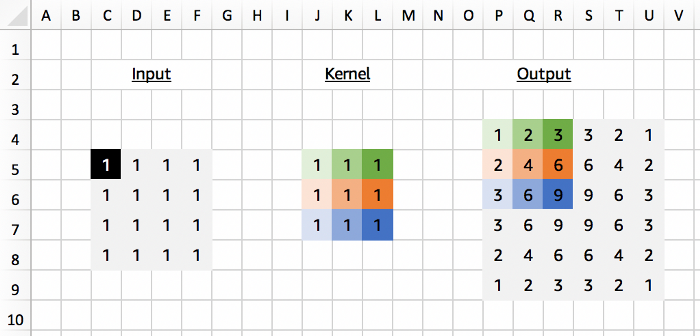 A B C D E F G H I J K L M N O P Q R S T U V
1
2 Input Kernel Output
3
4 1 2 3 3 2 1
5 1 1 1 1 1 1 1 2 4 6 6 4 2
6 1 1 1 1 1 1 1 3 6 9 9 6 3
7 1 1 1 1 1 1 1 3 6 9 9 6 3
8 1 1 1 1 2 4 6 6 4 2
9 1 2 3 3 2 1
10